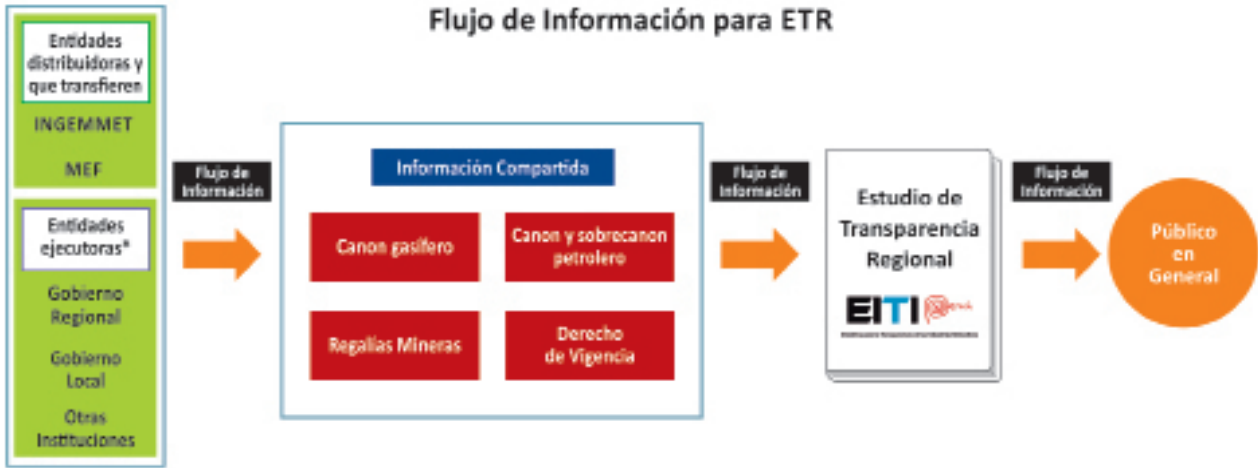 Flujo de Información para ETR
Entidades
distribuidoras y
que transfieren
INGEMMET
MEF
Entidades
ejecutoras*
Gobierno
Regional
Gobierno
Local
Otras
Instituciones
Flujo de
Información
Información Compartida
Canon gasífero
Canon y sobrecanon
petrolero
Regalías Mineras
Derecho
de Vigencia
Flujo de
Información
Estudio de
Transparencia
Regional
EITI Perú
Flujo de
Información
Público
en
General